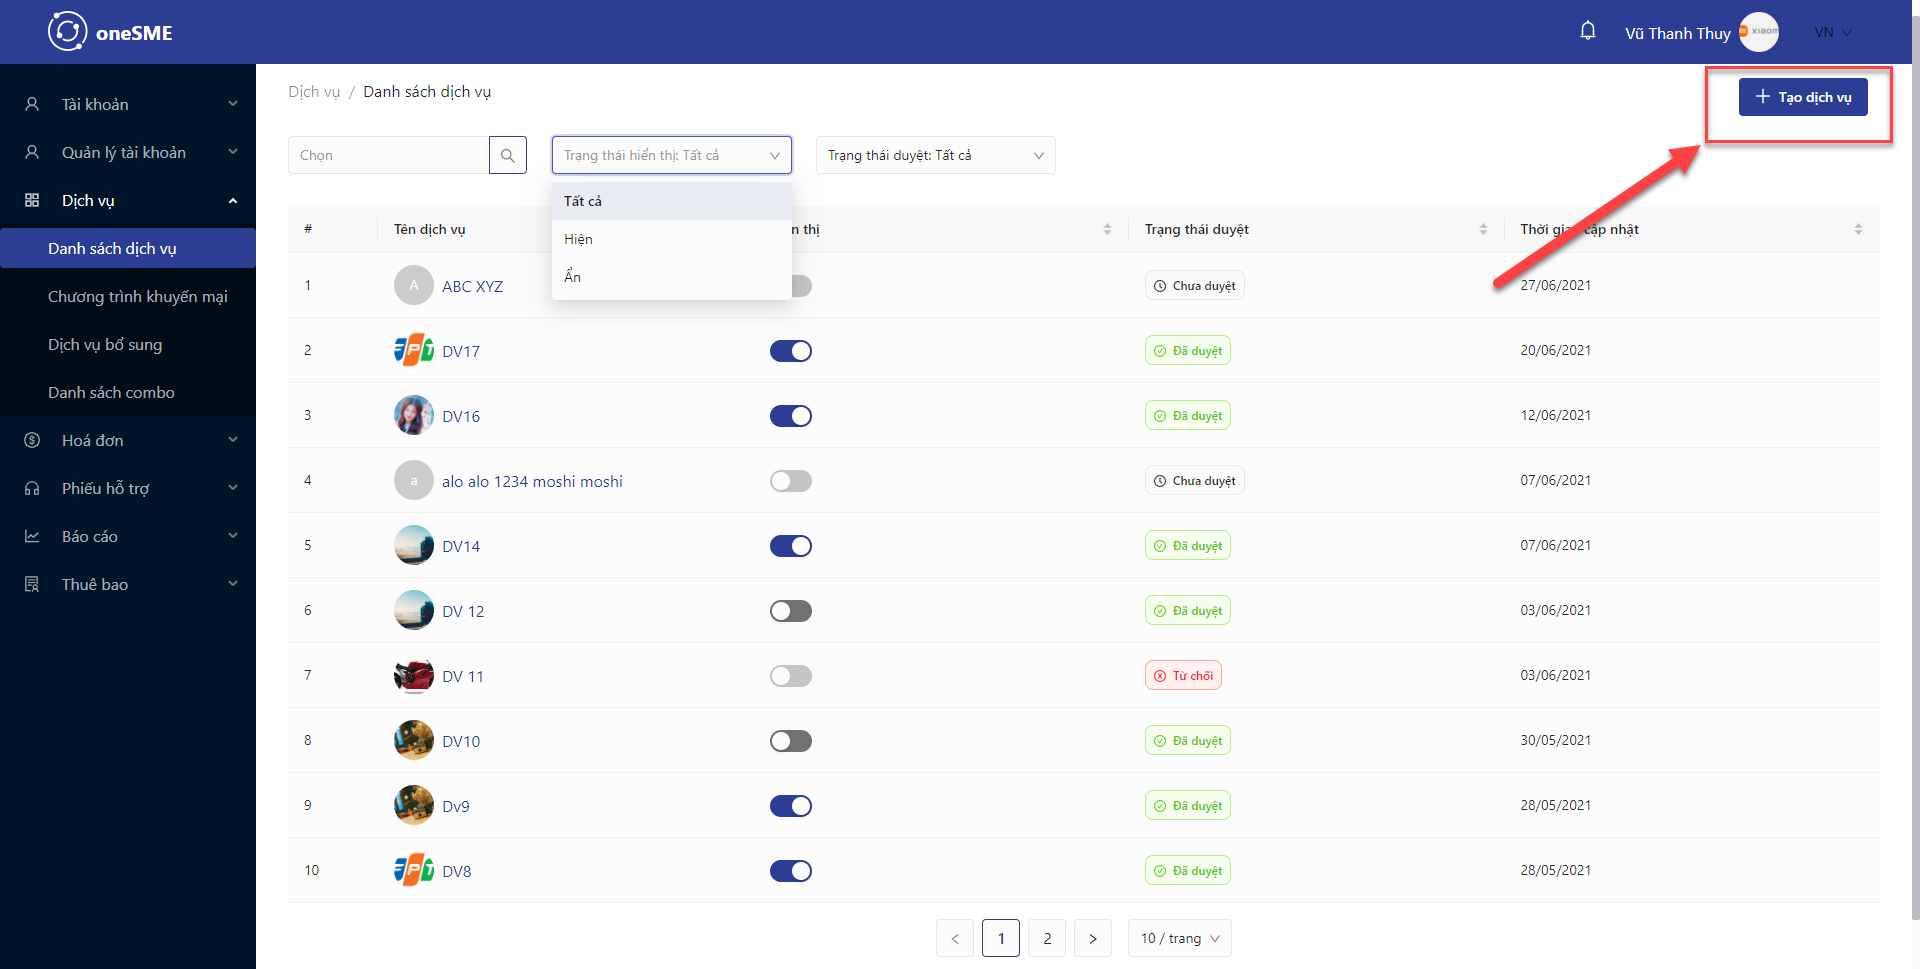 oneSME
Vũ Thanh Thuy
xiaom
VN
Tài khoản
Quản lý tài khoản
Dịch vụ
Danh sách dịch vụ
Chương trình khuyến mại
Dịch vụ bổ sung
Danh sách combo
Hoá đơn
Phiếu hỗ trợ
Báo cáo
Thuê bao
Dịch vụ / Danh sách dịch vụ
+ Tạo dịch vụ
Chọn
Trạng thái hiển thị: Tất cả
Trạng thái duyệt: Tất cả
Tất cả
Hiện
Ẩn
# Tên dịch vụ n thị Trạng thái duyệt Thời gian cập nhật
1 A ABC XYZ Chưa duyệt 27/06/2021
2 FPT DV17 Đã duyệt 20/06/2021
3 DV16 Đã duyệt 12/06/2021
4 a alo alo 1234 moshi moshi Chưa duyệt 07/06/2021
5 DV14 Đã duyệt 07/06/2021
6 DV 12 Đã duyệt 03/06/2021
7 DV 11 Từ chối 03/06/2021
8 DV10 Đã duyệt 30/05/2021
9 Dv9 Đã duyệt 28/05/2021
10 FPT DV8 Đã duyệt 28/05/2021
< 1 2 > 10 / trang